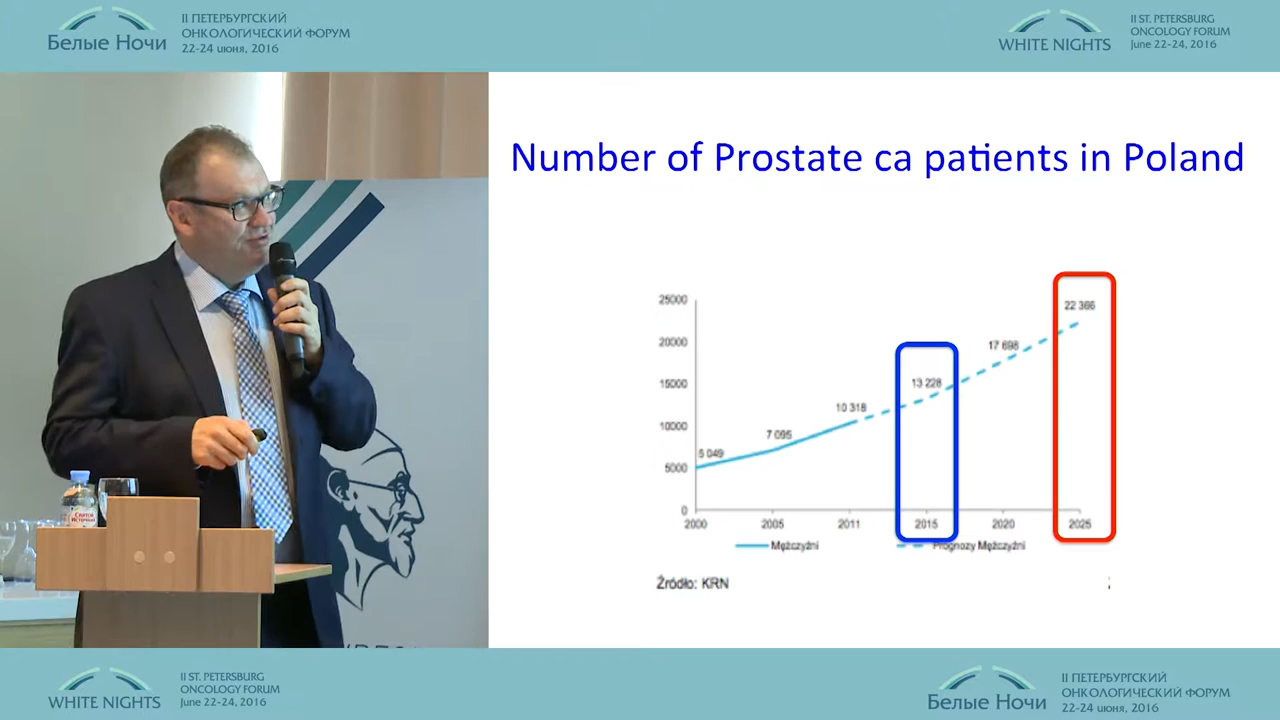 II ПЕТЕРБУРГСКИЙ
ОНКОЛОГИЧЕСКИЙ ФОРУМ
Белые Ночи
22-24 июня, 2016
II ST. PETERSBURG
ONCOLOGY FORUM
WHITE NIGHTS
June 22-24, 2016
Number of Prostate ca patients in Poland
25000
20000
15000
10000
5000
0
5 049
7 095
10 318
13 228
17 698
22 366
2000 2005 2011 2015 2020 2025
Mężczyźni
Prognozy Mężczyźni
Źródło: KRN
II ST. PETERSBURG
ONCOLOGY FORUM
WHITE NIGHTS
June 22-24, 2016
II ПЕТЕРБУРГСКИЙ
ОНКОЛОГИЧЕСКИЙ ФОРУМ
Белые Ночи
22-24 июня, 2016